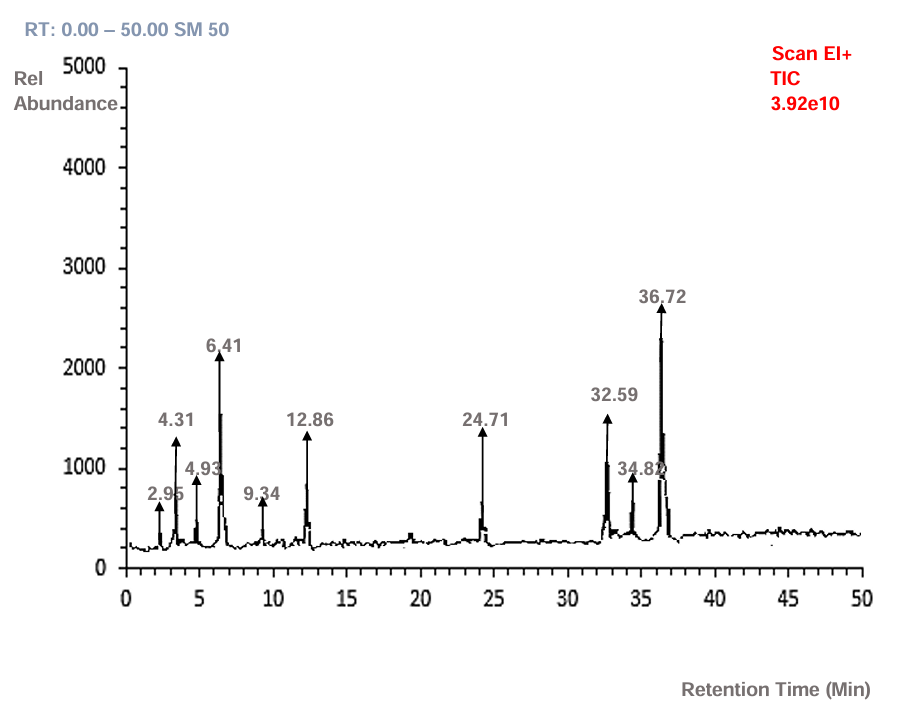 RT: 0.00 – 50.00 SM 50
Scan EI+
TIC
3.92e10
Rel
Abundance
5000
4000
3000
2000
1000
0
2.95
4.31
4.93
6.41
9.34
12.86
24.71
32.59
34.82
36.72
0 5 10 15 20 25 30 35 40 45 50
Retention Time (Min)